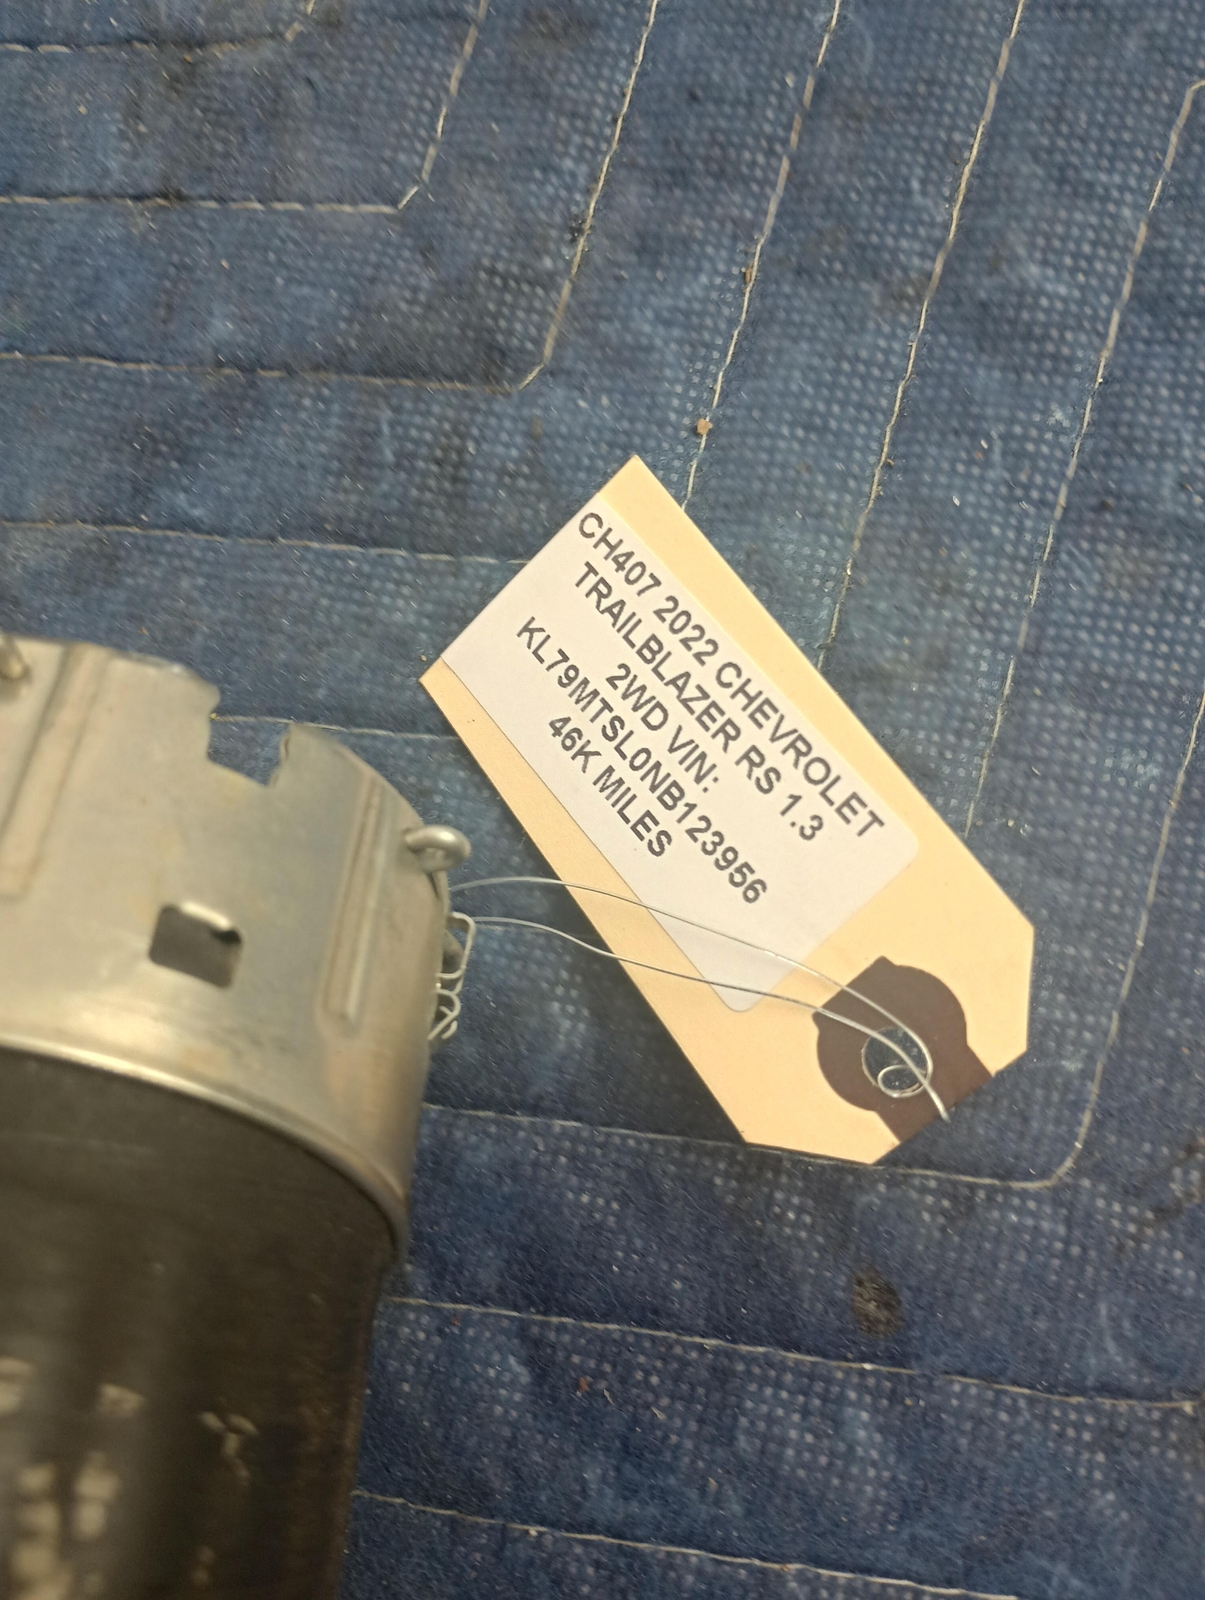 CH407 2022 CHEVROLET
TRAILBLAZER RS 1.3
2WD VIN:
KL79MTSL0NB123956
46K MILES